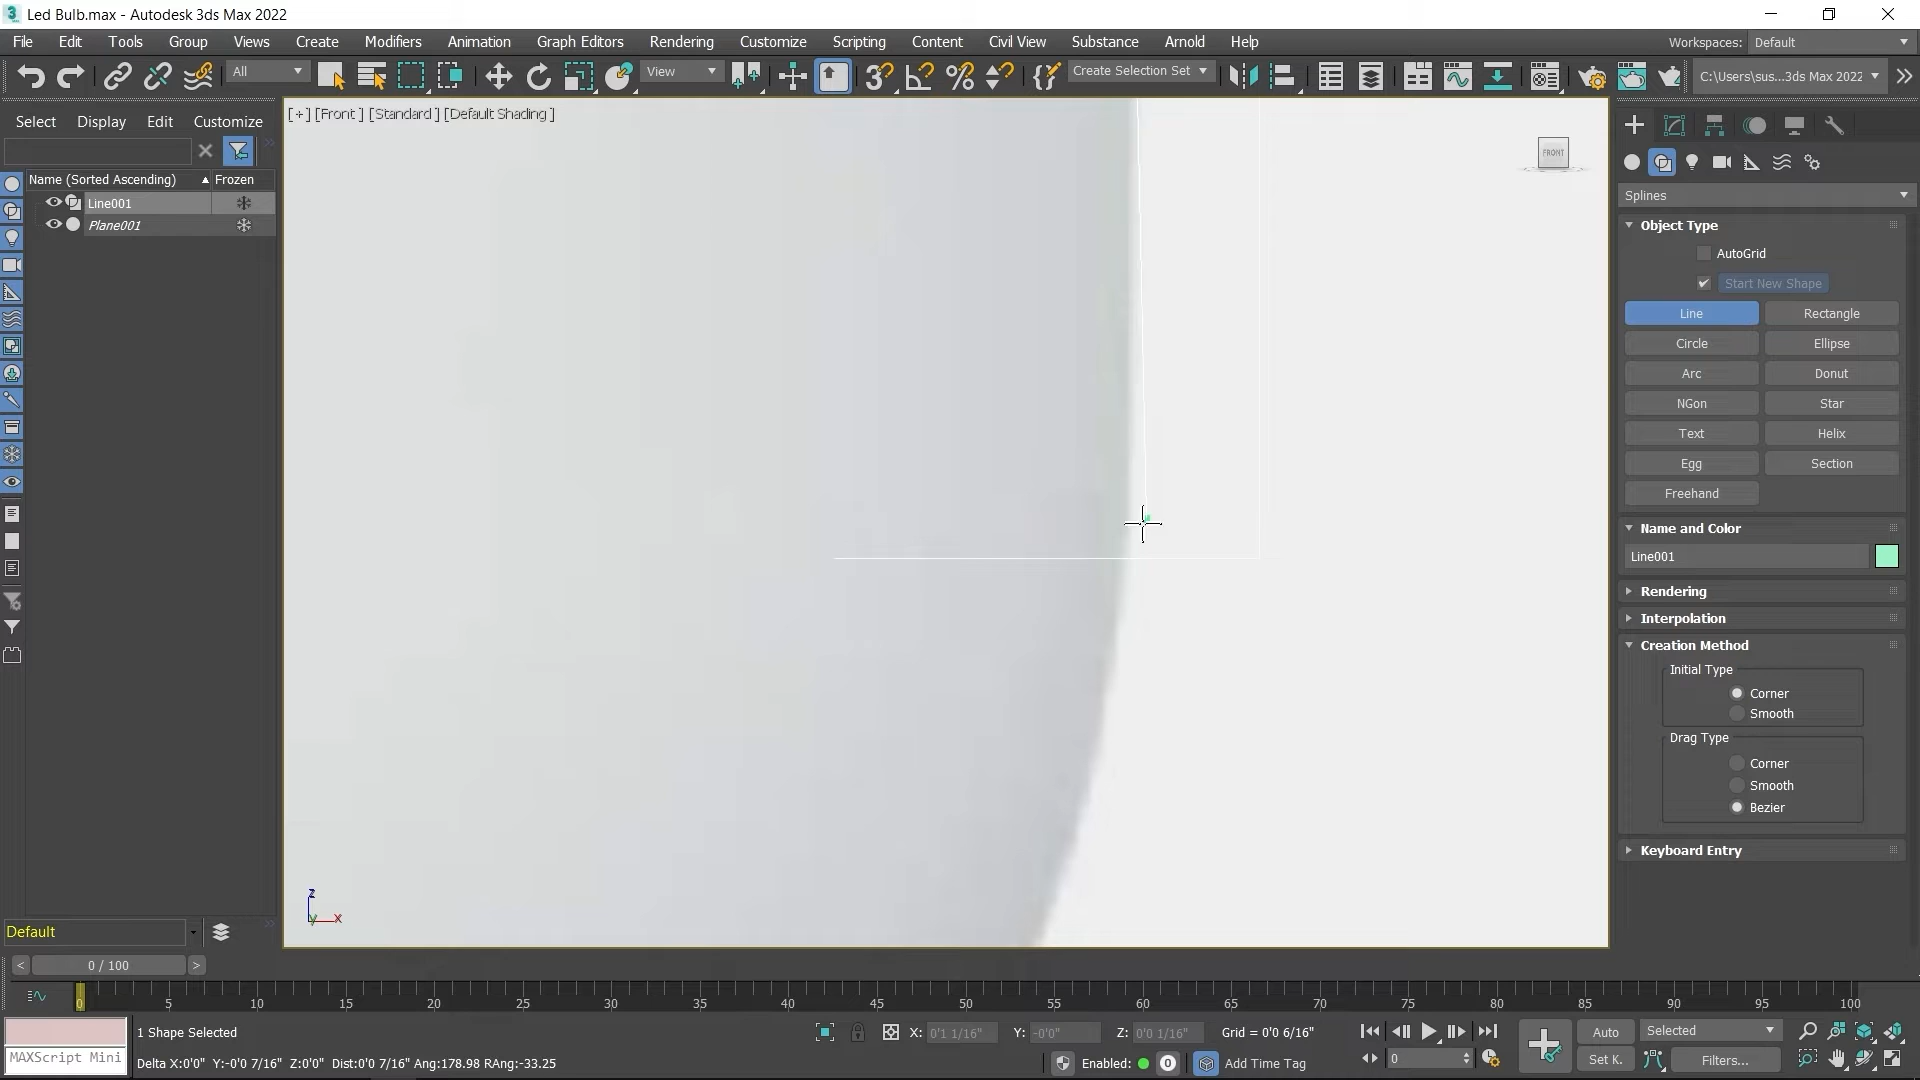 Led Bulb.max - Autodesk 3ds Max 2022
File Edit Tools Group Views Create Modifiers Animation Graph Editors Rendering Customize Scripting Content Civil View Substance Arnold Help Workspaces: Default
All View Create Selection Set C:\Users\sus...3ds Max 2022
Select Display Edit Customize
[+] [Front ] [Standard ] [Default Shading ]
FRONT
Name (Sorted Ascending) Frozen
Line001
Plane001
Splines
Object Type
AutoGrid
Start New Shape
Line Rectangle
Circle Ellipse
Arc Donut
NGon Star
Text Helix
Egg Section
Freehand
Name and Color
Line001
Rendering
Interpolation
Creation Method
Initial Type
Corner
Smooth
Drag Type
Corner
Smooth
Bezier
Keyboard Entry
z
y x
Default
< 0 / 100 >
0 5 10 15 20 25 30 35 40 45 50 55 60 65 70 75 80 85 90 95 100
1 Shape Selected X: 0'1 1/16" Y: -0'0" Z: 0'0 1/16" Grid = 0'0 6/16" Auto Selected
MAXScript Mini Delta X:0'0" Y:-0'0 7/16" Z:0'0" Dist:0'0 7/16" Ang:178.98 RAng:-33.25 Enabled: 0 Add Time Tag 0 Set K. Filters...